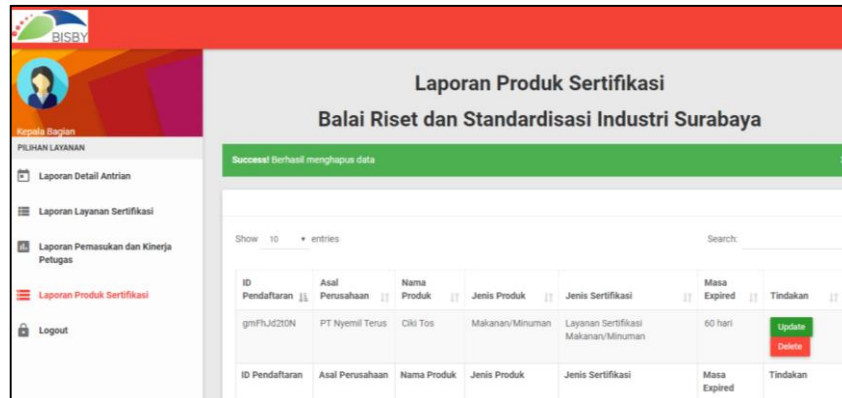 BISBY
Kepala Bagian
PILIHAN LAYANAN
Laporan Detail Antrian
Laporan Layanan Sertifikasi
Laporan Pemasukan dan Kinerja
Petugas
Laporan Produk Sertifikasi
Logout
Laporan Produk Sertifikasi
Balai Riset dan Standardisasi Industri Surabaya
Success! Berhasil menghapus data
Show 10 entries
Search:
ID
Pendaftaran
Asal
Perusahaan
Nama
Produk
Jenis Produk
Jenis Sertifikasi
Masa
Expired
Tindakan
gmFhJd2t0N
PT Nyemil Terus
Ciki Tos
Makanan/Minuman
Layanan Sertifikasi
Makanan/Minuman
60 hari
Update
Delete
ID Pendaftaran
Asal Perusahaan
Nama Produk
Jenis Produk
Jenis Sertifikasi
Masa
Expired
Tindakan